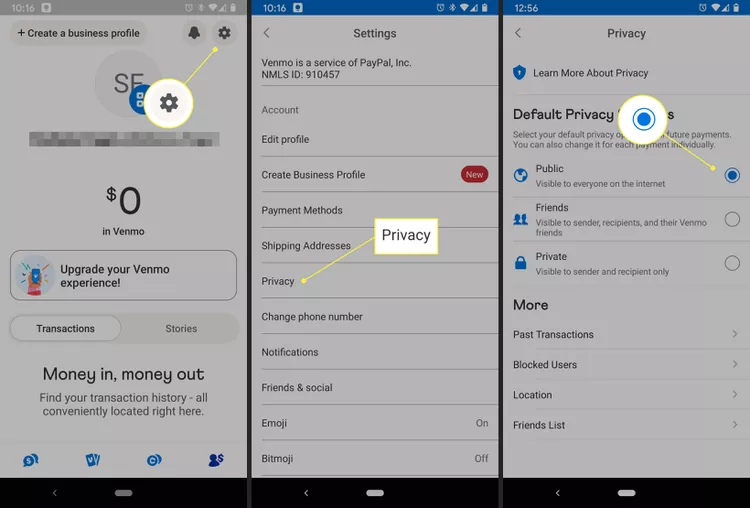 10:16
+ Create a business profile
SF
$0
in Venmo
Upgrade your Venmo
experience!
Transactions
Stories
Money in, money out
Find your transaction history - all
conveniently located right here.
10:16
Settings
Venmo is a service of PayPal, Inc.
NMLS ID: 910457
Account
Edit profile
Create Business Profile
New
Payment Methods
Shipping Addresses
Privacy
Privacy
Change phone number
Notifications
Friends & social
Emoji
On
Bitmoji
Off
12:56
Privacy
Learn More About Privacy
Default Privacy
Select your default privacy future payments.
You can also change it for each payment individually.
Public
Visible to everyone on the internet
Friends
Visible to sender, recipients, and their Venmo
friends
Private
Visible to sender and recipient only
More
Past Transactions
Blocked Users
Location
Friends List